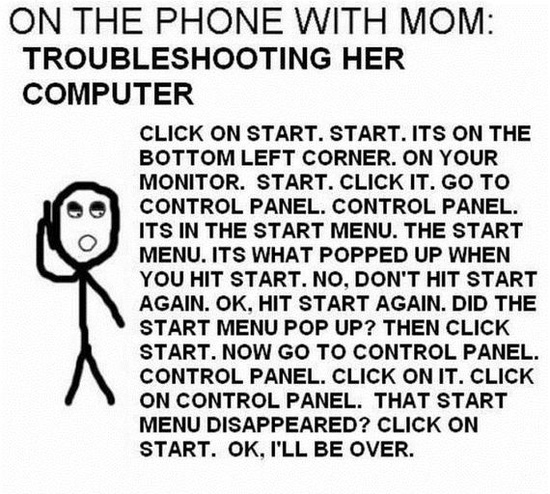 ON THE PHONE WITH MOM:
TROUBLESHOOTING HER
COMPUTER
CLICK ON START. START. ITS ON THE
BOTTOM LEFT CORNER. ON YOUR
MONITOR. START. CLICK IT. GO TO
CONTROL PANEL. CONTROL PANEL.
ITS IN THE START MENU. THE START
MENU. ITS WHAT POPPED UP WHEN
YOU HIT START. NO, DON'T HIT START
AGAIN. OK, HIT START AGAIN. DID THE
START MENU POP UP? THEN CLICK
START. NOW GO TO CONTROL PANEL.
CONTROL PANEL. CLICK ON IT. CLICK
ON CONTROL PANEL. THAT START
MENU DISAPPEARED? CLICK ON
START. OK, I'LL BE OVER.